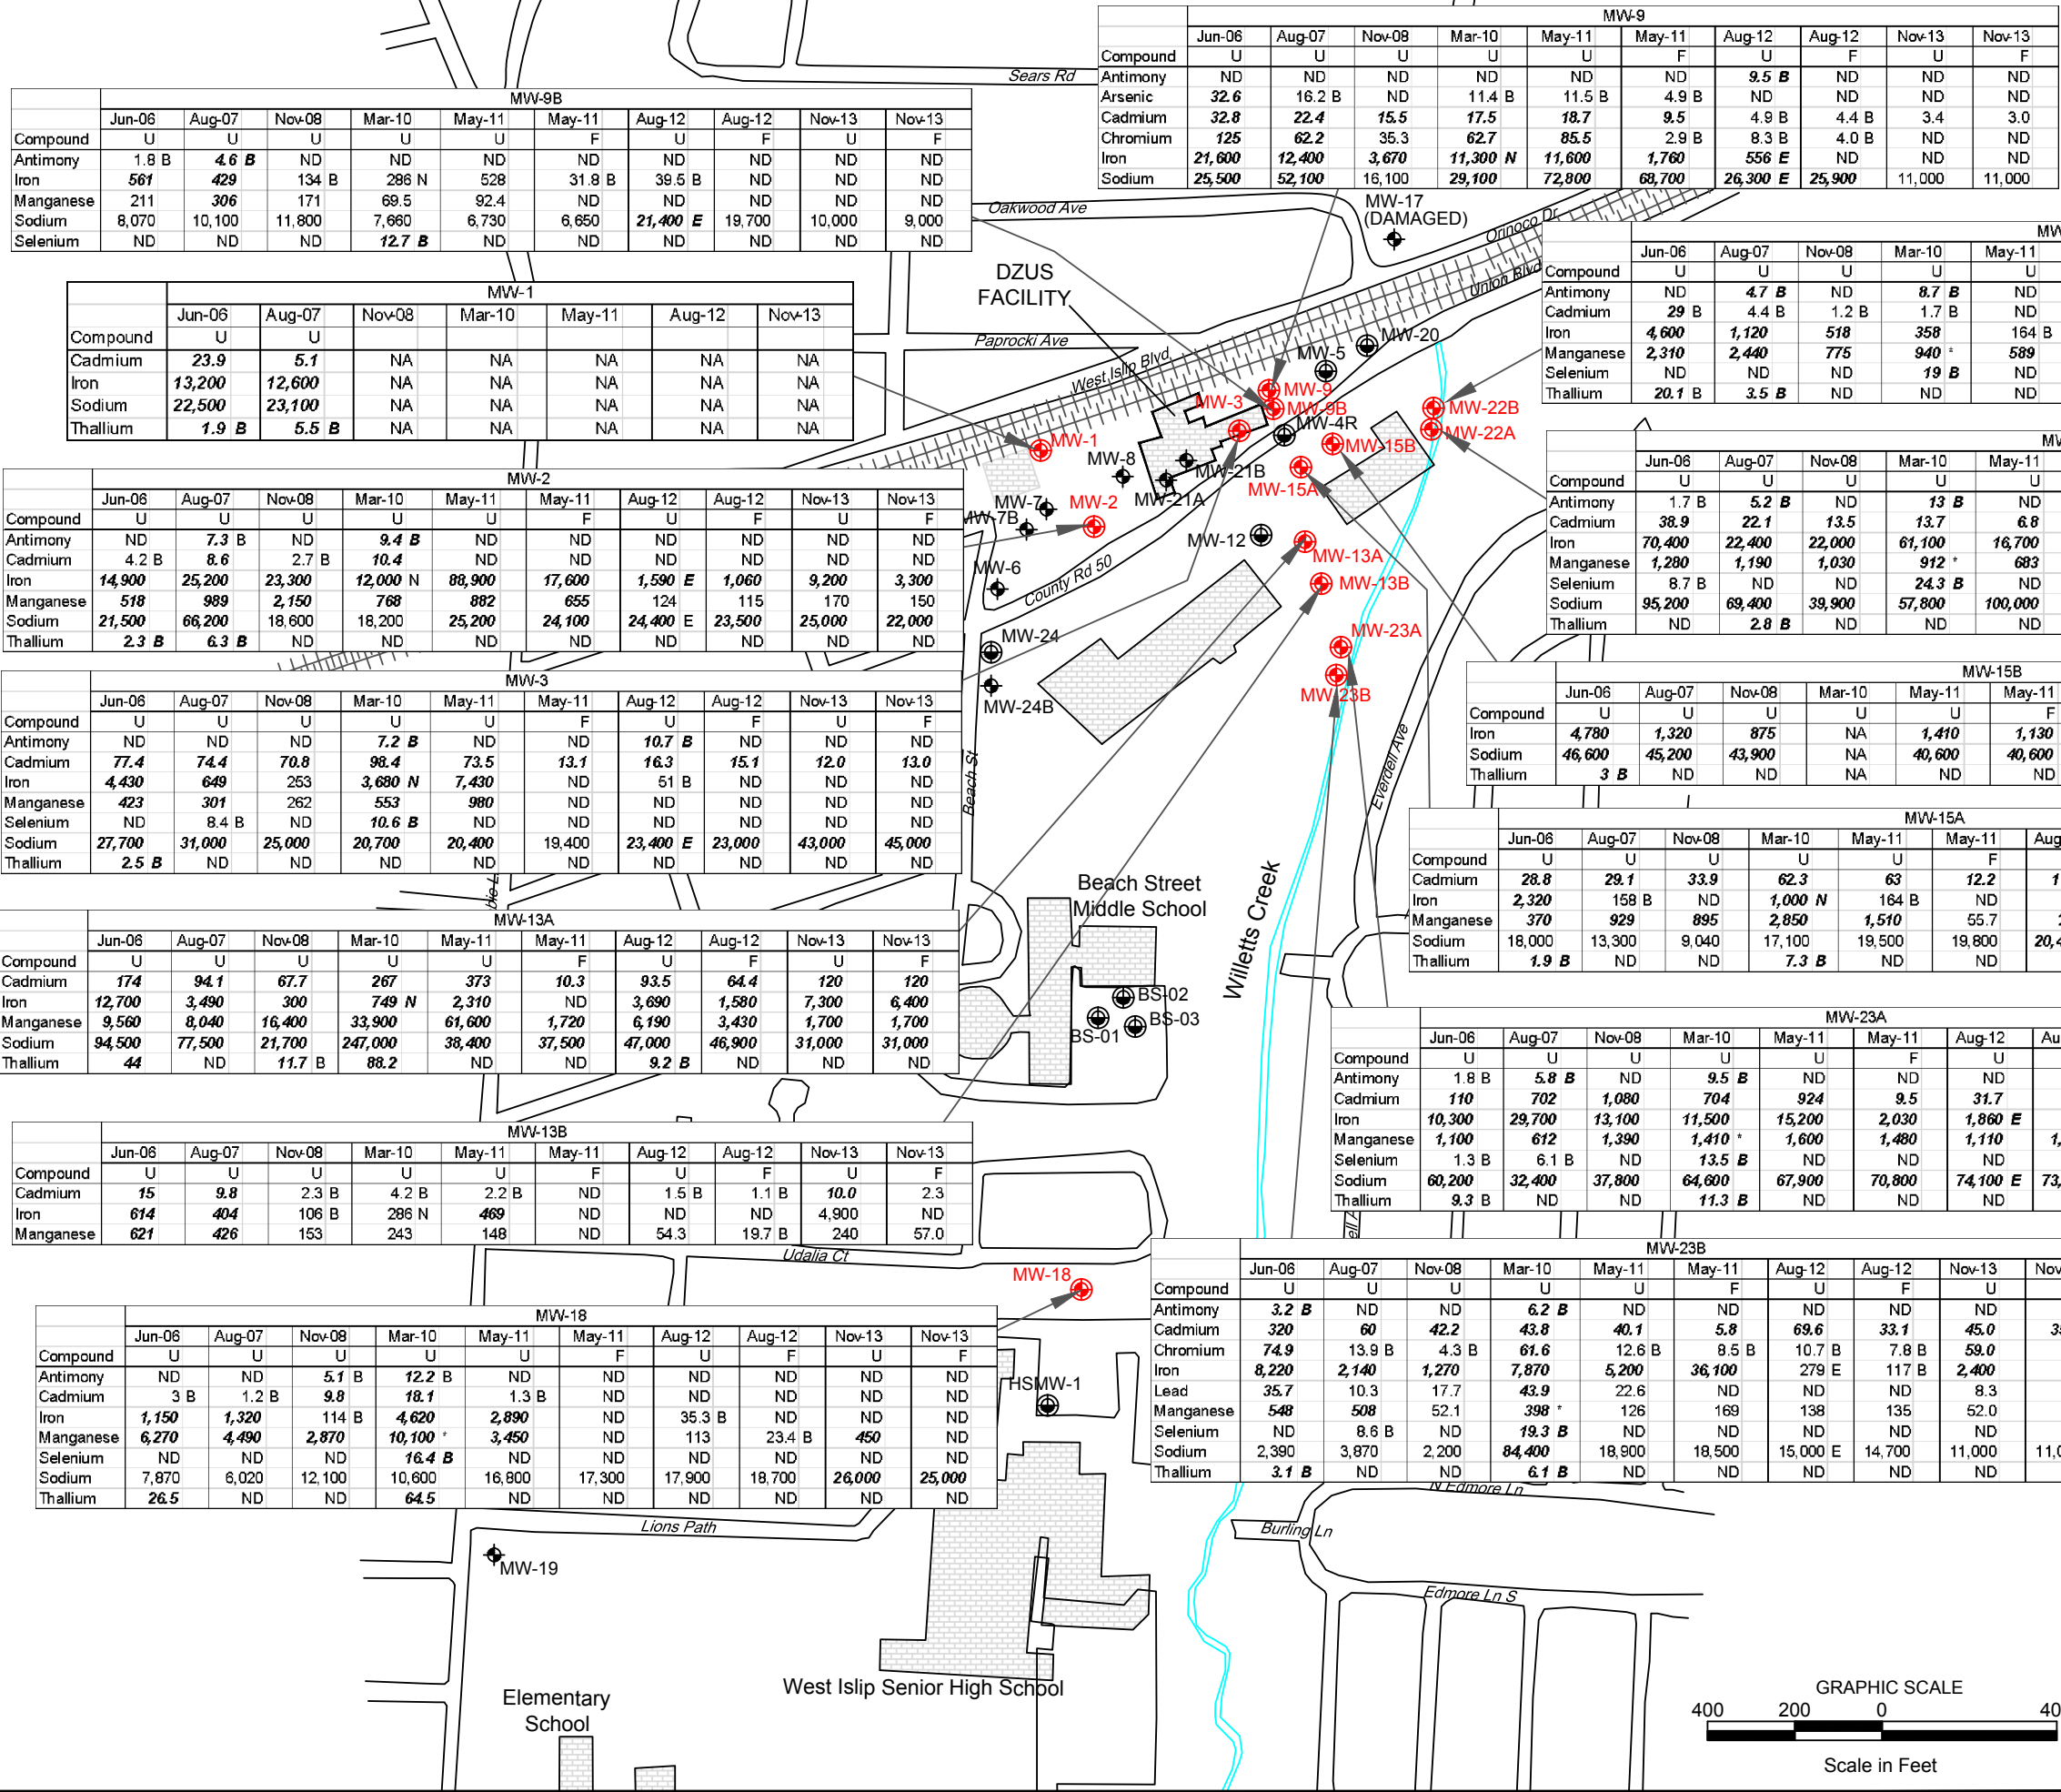 MW-9
Jun-06 Aug-07 Nov-08 Mar-10 May-11 May-11 Aug-12 Aug-12 Nov-13 Nov-13
Compound U U U U U F U F U F
Antimony ND ND ND ND ND ND 9.5 B ND ND ND
Arsenic 32.6 16.2 B ND 11.4 B 11.5 B 4.9 B ND ND ND ND
Cadmium 32.8 22.4 15.5 17.5 18.7 9.5 4.9 B 4.4 B 3.4 3.0
Chromium 125 62.2 35.3 62.7 85.5 2.9 B 8.3 B 4.0 B ND ND
Iron 21,600 12,400 3,670 11,300 N 11,600 1,760 556 E ND ND ND
Sodium 25,500 52,100 16,100 29,100 72,800 68,700 26,300 E 25,900 11,000 11,000
Sears Rd
MW-9B
Jun-06 Aug-07 Nov-08 Mar-10 May-11 May-11 Aug-12 Aug-12 Nov-13 Nov-13
Compound U U U U U F U F U F
Antimony 1.8 B 4.6 B ND ND ND ND ND ND ND ND
Iron 561 429 134 B 286 N 528 31.8 B 39.5 B ND ND ND
Manganese 211 306 171 69.5 92.4 ND ND ND ND ND
Sodium 8,070 10,100 11,800 7,660 6,730 6,650 21,400 E 19,700 10,000 9,000
Selenium ND ND ND 12.7 B ND ND ND ND ND ND
Oakwood Ave
MW-17
(DAMAGED)
Orinoco Dr
Union Blvd
DZUS
FACILITY
Paprocki Ave
West Islip Blvd
MW
Jun-06 Aug-07 Nov-08 Mar-10 May-11
Compound U U U U U
Antimony ND 4.7 B ND 8.7 B ND
Cadmium 29 B 4.4 B 1.2 B 1.7 B ND
Iron 4,600 1,120 518 358 164 B
Manganese 2,310 2,440 775 940 * 589
Selenium ND ND ND 19 B ND
Thallium 20.1 B 3.5 B ND ND ND
MW-1
Jun-06 Aug-07 Nov-08 Mar-10 May-11 Aug-12 Nov-13
Compound U U
Cadmium 23.9 5.1 NA NA NA NA NA
Iron 13,200 12,600 NA NA NA NA NA
Sodium 22,500 23,100 NA NA NA NA NA
Thallium 1.9 B 5.5 B NA NA NA NA NA
MW-20
MW-5
MW-9
MW-3
MW-9B
MW-22B
MW-4R
MW-22A
MW-1
MW-15B
MW-8
MW-21B
MW-15A
MW-21A
MW-7
MW-2
MW-7B
MW-12
MW-13A
MW-6
MW-13B
County Rd 50
MW-23A
MW-24
MW-23B
MW-24B
MW
Jun-06 Aug-07 Nov-08 Mar-10 May-11
Compound U U U U U
Antimony 1.7 B 5.2 B ND 13 B ND
Cadmium 38.9 22.1 13.5 13.7 6.8
Iron 70,400 22,400 22,000 61,100 16,700
Manganese 1,280 1,190 1,030 912 * 683
Selenium 8.7 B ND ND 24.3 B ND
Sodium 95,200 69,400 39,900 57,800 100,000
Thallium ND 2.8 B ND ND ND
MW-2
Jun-06 Aug-07 Nov-08 Mar-10 May-11 May-11 Aug-12 Aug-12 Nov-13 Nov-13
Compound U U U U U F U F U F
Antimony ND 7.3 B ND 9.4 B ND ND ND ND ND ND
Cadmium 4.2 B 8.6 2.7 B 10.4 ND ND ND ND ND ND
Iron 14,900 25,200 23,300 12,000 N 88,900 17,600 1,590 E 1,060 9,200 3,300
Manganese 518 989 2,150 768 882 655 124 115 170 150
Sodium 21,500 66,200 18,600 18,200 25,200 24,100 24,400 E 23,500 25,000 22,000
Thallium 2.3 B 6.3 B ND ND ND ND ND ND ND ND
MW-3
Jun-06 Aug-07 Nov-08 Mar-10 May-11 May-11 Aug-12 Aug-12 Nov-13 Nov-13
Compound U U U U U F U F U F
Antimony ND ND ND 7.2 B ND ND 10.7 B ND ND ND
Cadmium 77.4 74.4 70.8 98.4 73.5 13.1 16.3 15.1 12.0 13.0
Iron 4,430 649 253 3,680 N 7,430 ND 51 B ND ND ND
Manganese 423 301 262 553 980 ND ND ND ND ND
Selenium ND 8.4 B ND 10.6 B ND ND ND ND ND ND
Sodium 27,700 31,000 25,000 20,700 20,400 19,400 23,400 E 23,000 43,000 45,000
Thallium 2.5 B ND ND ND ND ND ND ND ND ND
MW-15B
Jun-06 Aug-07 Nov-08 Mar-10 May-11 May-11
Compound U U U U U F
Iron 4,780 1,320 875 NA 1,410 1,130
Sodium 46,600 45,200 43,900 NA 40,600 40,600
Thallium 3 B ND ND NA ND ND
Beach St
Everdell Ave
MW-15A
Jun-06 Aug-07 Nov-08 Mar-10 May-11 May-11 Aug
Compound U U U U U F
Cadmium 28.8 29.1 33.9 62.3 63 12.2 1
Iron 2,320 158 B ND 1,000 N 164 B ND
Manganese 370 929 895 2,850 1,510 55.7
Sodium 18,000 13,300 9,040 17,100 19,500 19,800 20,4
Thallium 1.9 B ND ND 7.3 B ND ND
Beach Street
Middle School
Willetts Creek
BS-02
BS-03
BS-01
MW-13A
Jun-06 Aug-07 Nov-08 Mar-10 May-11 May-11 Aug-12 Aug-12 Nov-13 Nov-13
Compound U U U U U F U F U F
Cadmium 174 94.1 67.7 267 373 10.3 93.5 64.4 120 120
Iron 12,700 3,490 300 749 N 2,310 ND 3,690 1,580 7,300 6,400
Manganese 9,560 8,040 16,400 33,900 61,600 1,720 6,190 3,430 1,700 1,700
Sodium 94,500 77,500 21,700 247,000 38,400 37,500 47,000 46,900 31,000 31,000
Thallium 44 ND 11.7 B 88.2 ND ND 9.2 B ND ND ND
MW-23A
Jun-06 Aug-07 Nov-08 Mar-10 May-11 May-11 Aug-12 Au
Compound U U U U U F U
Antimony 1.8 B 5.8 B ND 9.5 B ND ND ND
Cadmium 110 702 1,080 704 924 9.5 31.7
Iron 10,300 29,700 13,100 11,500 15,200 2,030 1,860 E
Manganese 1,100 612 1,390 1,410 * 1,600 1,480 1,110 1,
Selenium 1.3 B 6.1 B ND 13.5 B ND ND ND
Sodium 60,200 32,400 37,800 64,600 67,900 70,800 74,100 E 73,
Thallium 9.3 B ND ND 11.3 B ND ND ND
MW-13B
Jun-06 Aug-07 Nov-08 Mar-10 May-11 May-11 Aug-12 Aug-12 Nov-13 Nov-13
Compound U U U U U F U F U F
Cadmium 15 9.8 2.3 B 4.2 B 2.2 B ND 1.5 B 1.1 B 10.0 2.3
Iron 614 404 106 B 286 N 469 ND ND ND 4,900 ND
Manganese 621 426 153 243 148 ND 54.3 19.7 B 240 57.0
Udalia Ct
MW-18
MW-23B
Jun-06 Aug-07 Nov-08 Mar-10 May-11 May-11 Aug-12 Aug-12 Nov-13 Nov
Compound U U U U U F U F U
Antimony 3.2 B ND ND 6.2 B ND ND ND ND ND
Cadmium 320 60 42.2 43.8 40.1 5.8 69.6 33.1 45.0 3
Chromium 74.9 13.9 B 4.3 B 61.6 12.6 B 8.5 B 10.7 B 7.8 B 59.0
Iron 8,220 2,140 1,270 7,870 5,200 36,100 279 E 117 B 2,400
Lead 35.7 10.3 17.7 43.9 22.6 ND ND ND 8.3
Manganese 548 508 52.1 398 * 126 169 138 135 52.0
Selenium ND 8.6 B ND 19.3 B ND ND ND ND ND
Sodium 2,390 3,870 2,200 84,400 18,900 18,500 15,000 E 14,700 11,000 11,0
Thallium 3.1 B ND ND 6.1 B ND ND ND ND ND
MW-18
Jun-06 Aug-07 Nov-08 Mar-10 May-11 May-11 Aug-12 Aug-12 Nov-13 Nov-13
Compound U U U U U F U F U F
Antimony ND ND 5.1 B 12.2 B ND ND ND ND ND ND
Cadmium 3 B 1.2 B 9.8 18.1 1.3 B ND ND ND ND ND
Iron 1,150 1,320 114 B 4,620 2,890 ND 35.3 B ND ND ND
Manganese 6,270 4,490 2,870 10,100 * 3,450 ND 113 23.4 B 450 ND
Selenium ND ND ND 16.4 B ND ND ND ND ND ND
Sodium 7,870 6,020 12,100 10,600 16,800 17,300 17,900 18,700 26,000 25,000
Thallium 26.5 ND ND 64.5 ND ND ND ND ND ND
HSMW-1
N Edmore Ln
Lions Path
Burling Ln
MW-19
Edmore Ln S
West Islip Senior High School
Elementary
School
GRAPHIC SCALE
400 200 0 40
Scale in Feet